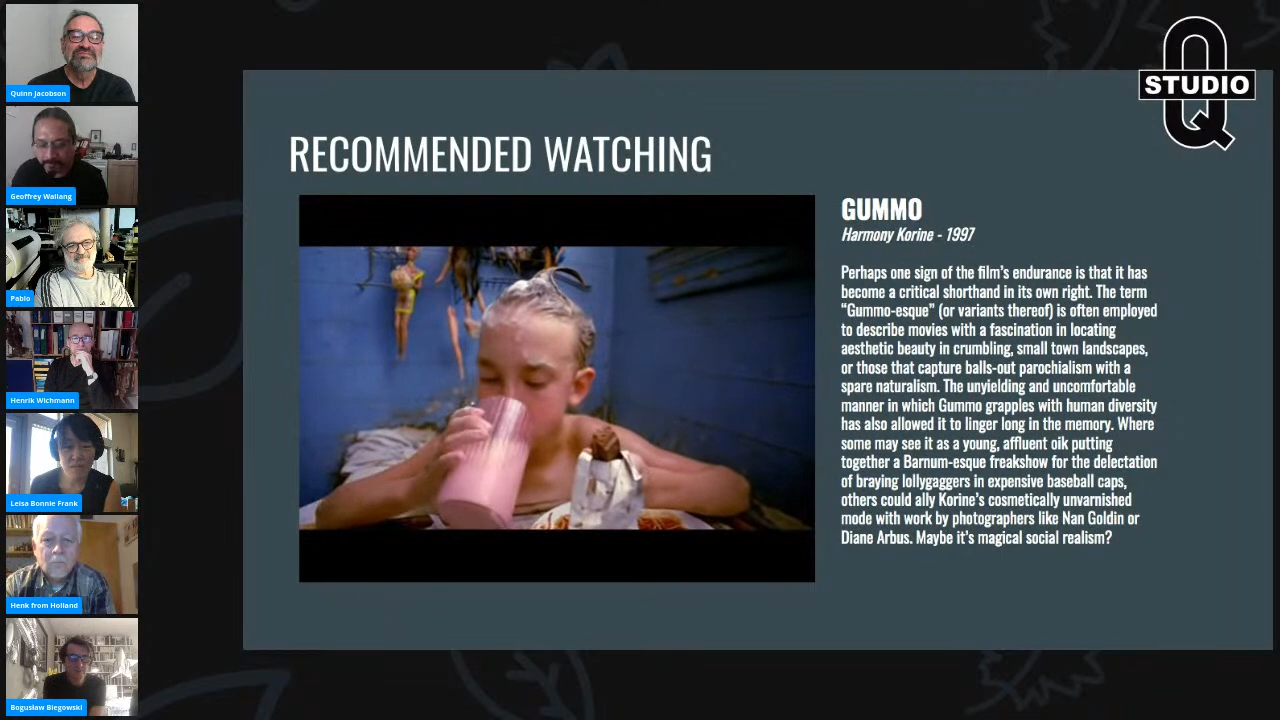 Quinn Jacobson
Geoffrey Wallang
Pablo
Henrik Wichmann
Leisa Bonnie Frank
Henk from Holland
Bogusław Biegowski
STUDIO
Q
RECOMMENDED WATCHING
GUMMO
Harmony Korine - 1997
Perhaps one sign of the film’s endurance is that it has
become a critical shorthand in its own right. The term
“Gummo-esque” (or variants thereof) is often employed
to describe movies with a fascination in locating
aesthetic beauty in crumbling, small town landscapes,
or those that capture balls-out parochialism with a
spare naturalism. The unyielding and uncomfortable
manner in which Gummo grapples with human diversity
has also allowed it to linger long in the memory. Where
some may see it as a young, affluent oik putting
together a Barnum-esque freakshow for the delectation
of braying lollygaggers in expensive baseball caps,
others could ally Korine’s cosmetically unvarnished
mode with work by photographers like Nan Goldin or
Diane Arbus. Maybe it’s magical social realism?